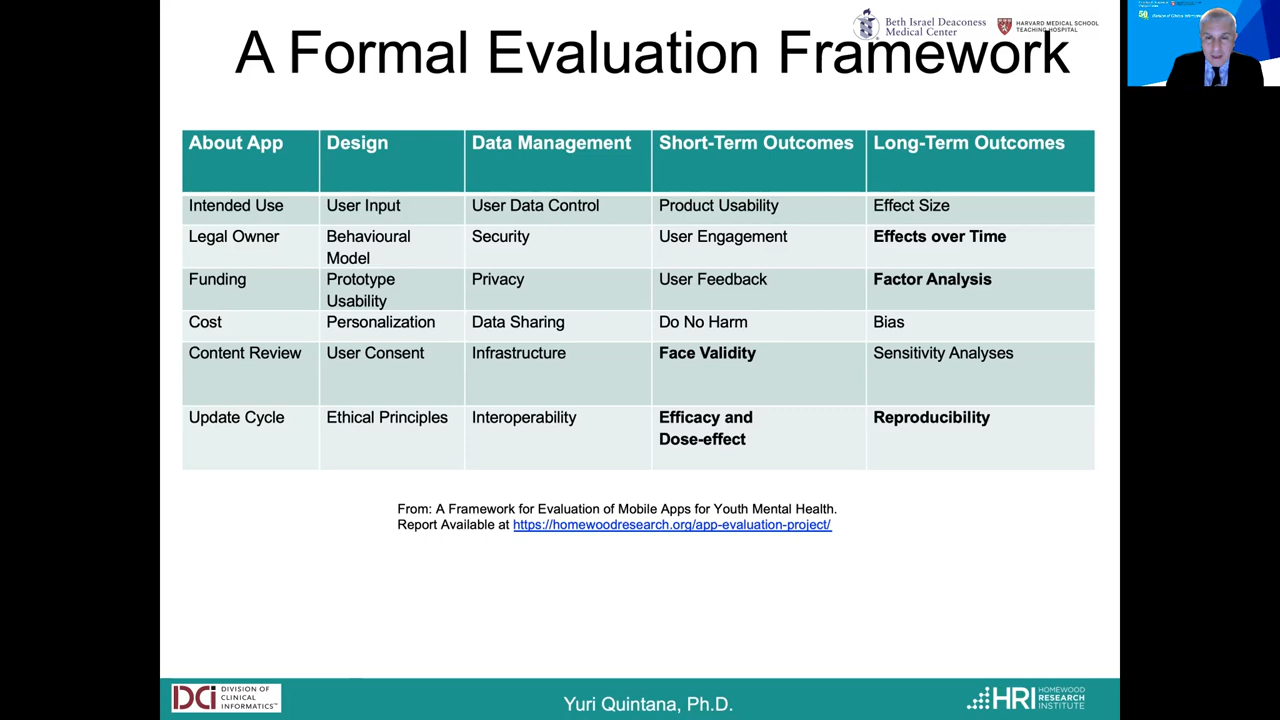 Beth Israel Deaconess
Medical Center
HARVARD MEDICAL SCHOOL
TEACHING HOSPITAL
A Formal Evaluation Framework
About App Design Data Management Short-Term Outcomes Long-Term Outcomes
Intended Use User Input User Data Control Product Usability Effect Size
Legal Owner Behavioural Model Security User Engagement Effects over Time
Funding Prototype Usability Privacy User Feedback Factor Analysis
Cost Personalization Data Sharing Do No Harm Bias
Content Review User Consent Infrastructure Face Validity Sensitivity Analyses
Update Cycle Ethical Principles Interoperability Efficacy and Dose-effect Reproducibility
From: A Framework for Evaluation of Mobile Apps for Youth Mental Health.
Report Available at https://homewoodresearch.org/app-evaluation-project/
DCi
DIVISION OF
CLINICAL
INFORMATICS
Yuri Quintana, Ph.D.
HRI
HOMEWOOD
RESEARCH
INSTITUTE